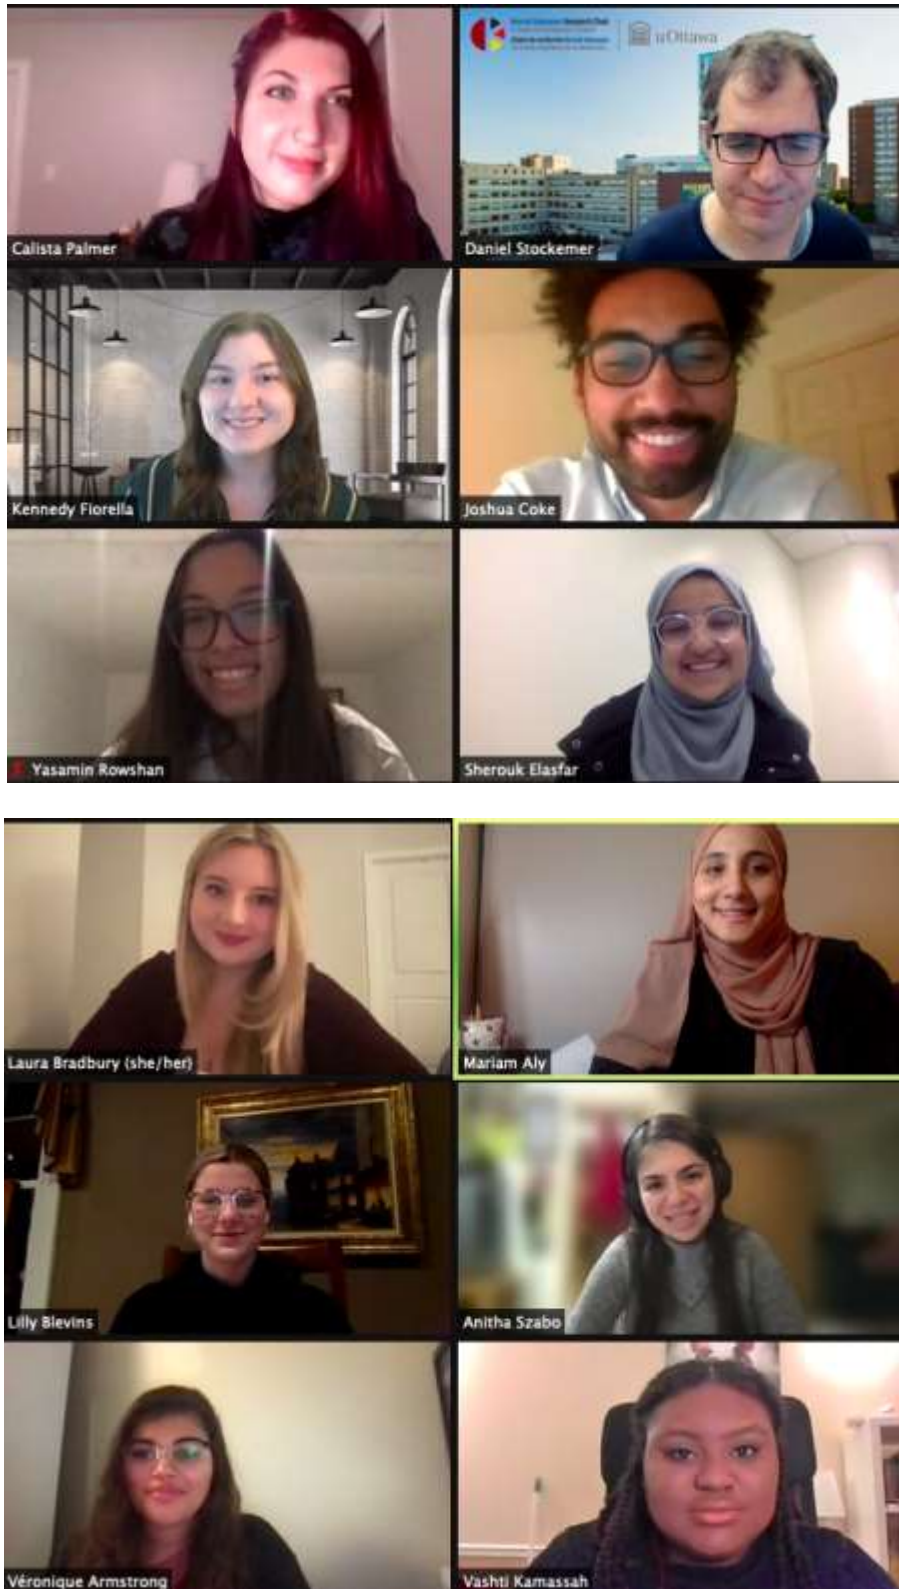 uOttawa
Calista Palmer
Daniel Stockemer
Kennedy Fiorella
Joshua Coke
Yasamin Rowshan
Sherouk Elasfar
Laura Bradbury (she/her)
Mariam Aly
Lilly Blevins
Anitha Szabo
Véronique Armstrong
Vashti Kamassah